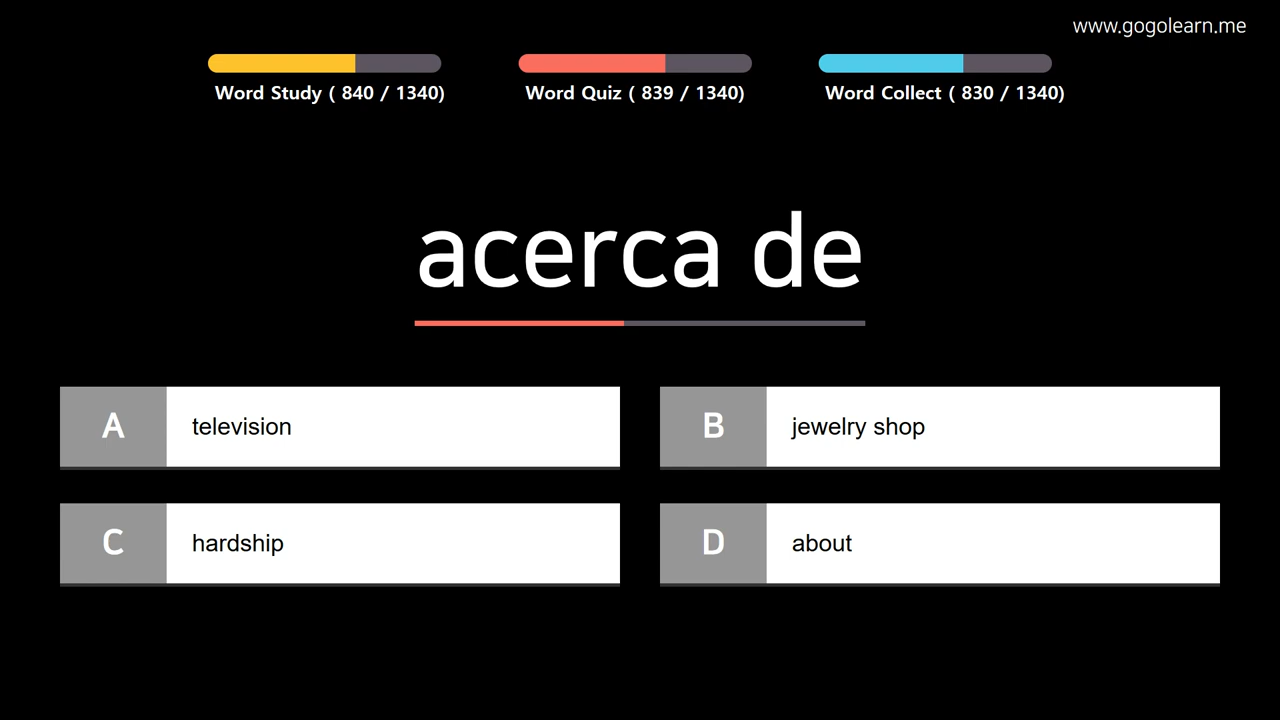 www.gogolearn.me
Word Study ( 840 / 1340)
Word Quiz ( 839 / 1340)
Word Collect ( 830 / 1340)
acerca de
A television
B jewelry shop
C hardship
D about